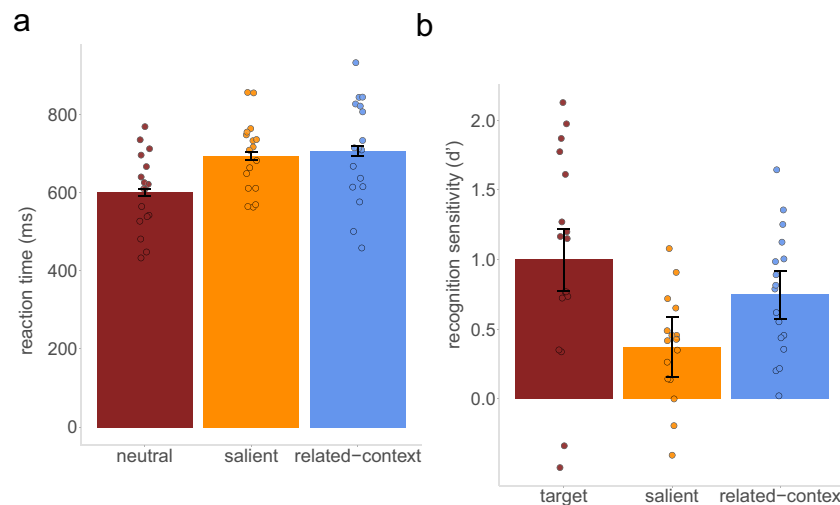 a
reaction time (ms)
800
600
400
200
0
neutral salient related−context
b
recognition sensitivity (d')
2.0
1.5
1.0
0.5
0.0
target salient related−contex